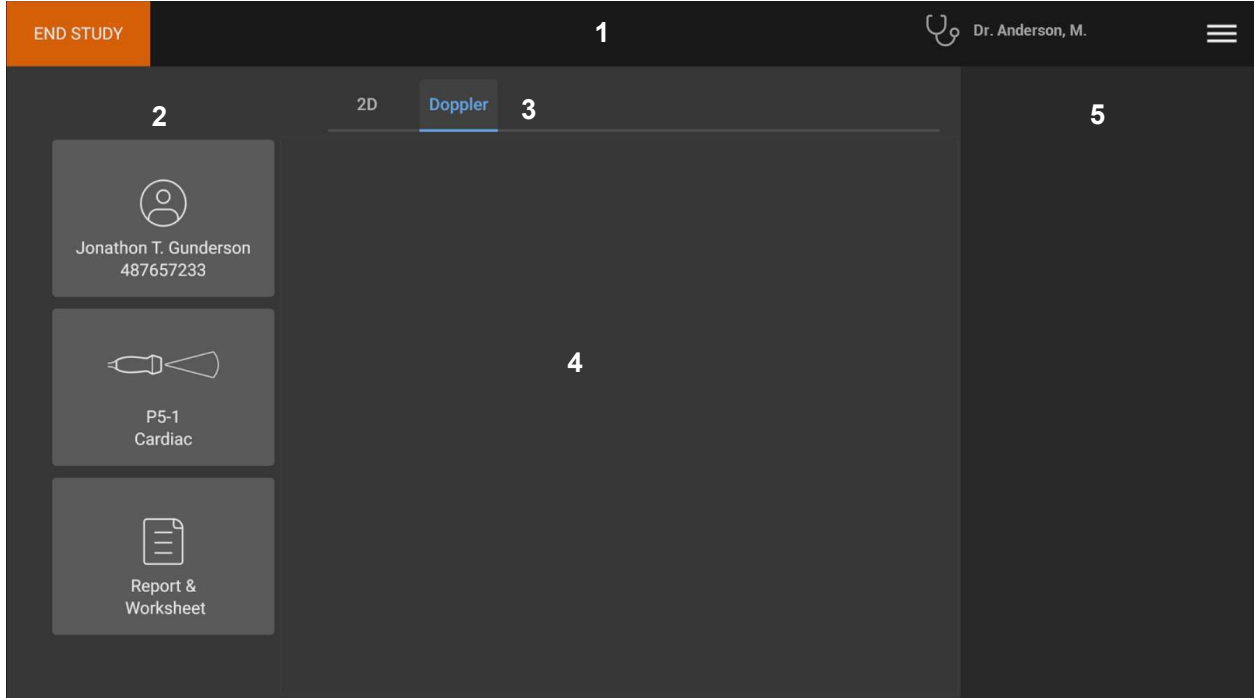 END STUDY
1
Dr. Anderson, M.
2
2D
Doppler
3
5
Jonathon T. Gunderson
487657233
4
P5-1
Cardiac
Report &
Worksheet